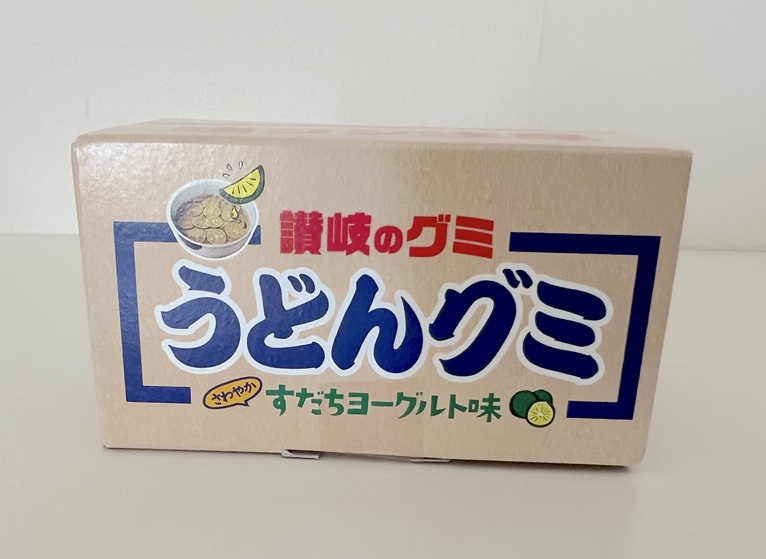 讃岐のグミ
うどんグミ
さわやか
すだちヨーグルト味